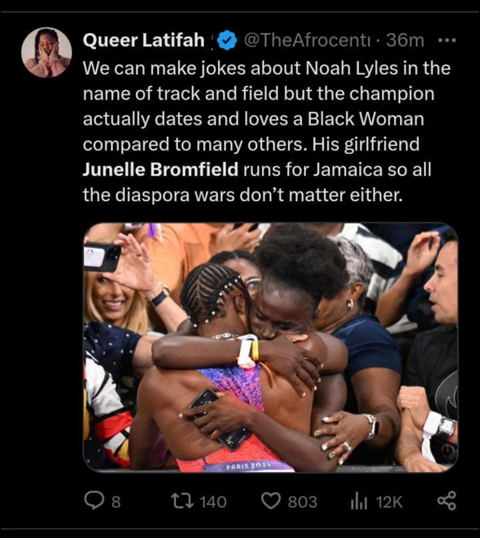 Queer Latifah @TheAfrocentr · 36m
We can make jokes about Noah Lyles in the
name of track and field but the champion
actually dates and loves a Black Woman
compared to many others. His girlfriend
Junelle Bromfield runs for Jamaica so all
the diaspora wars don’t matter either.
PARIS 2024
8 140 803 12K